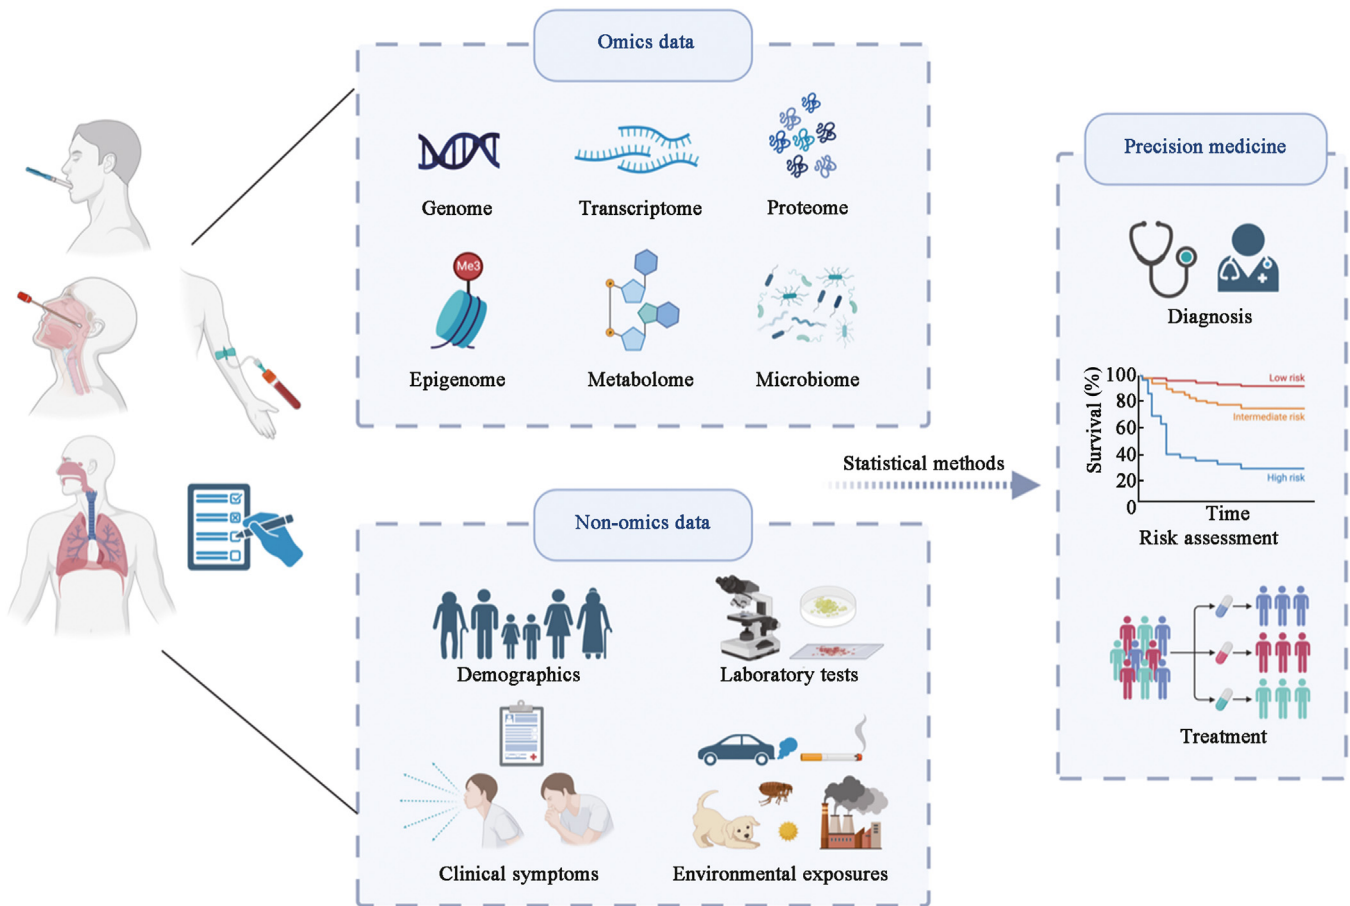 Omics data
Genome
Transcriptome
Proteome
Me3
Epigenome
Metabolome
Microbiome
Non-omics data
Demographics
Laboratory tests
Clinical symptoms
Environmental exposures
Statistical methods
Precision medicine
Diagnosis
Survival (%)
100
80
60
40
20
0
Low risk
Intermediate risk
High risk
Time
Risk assessment
Treatment